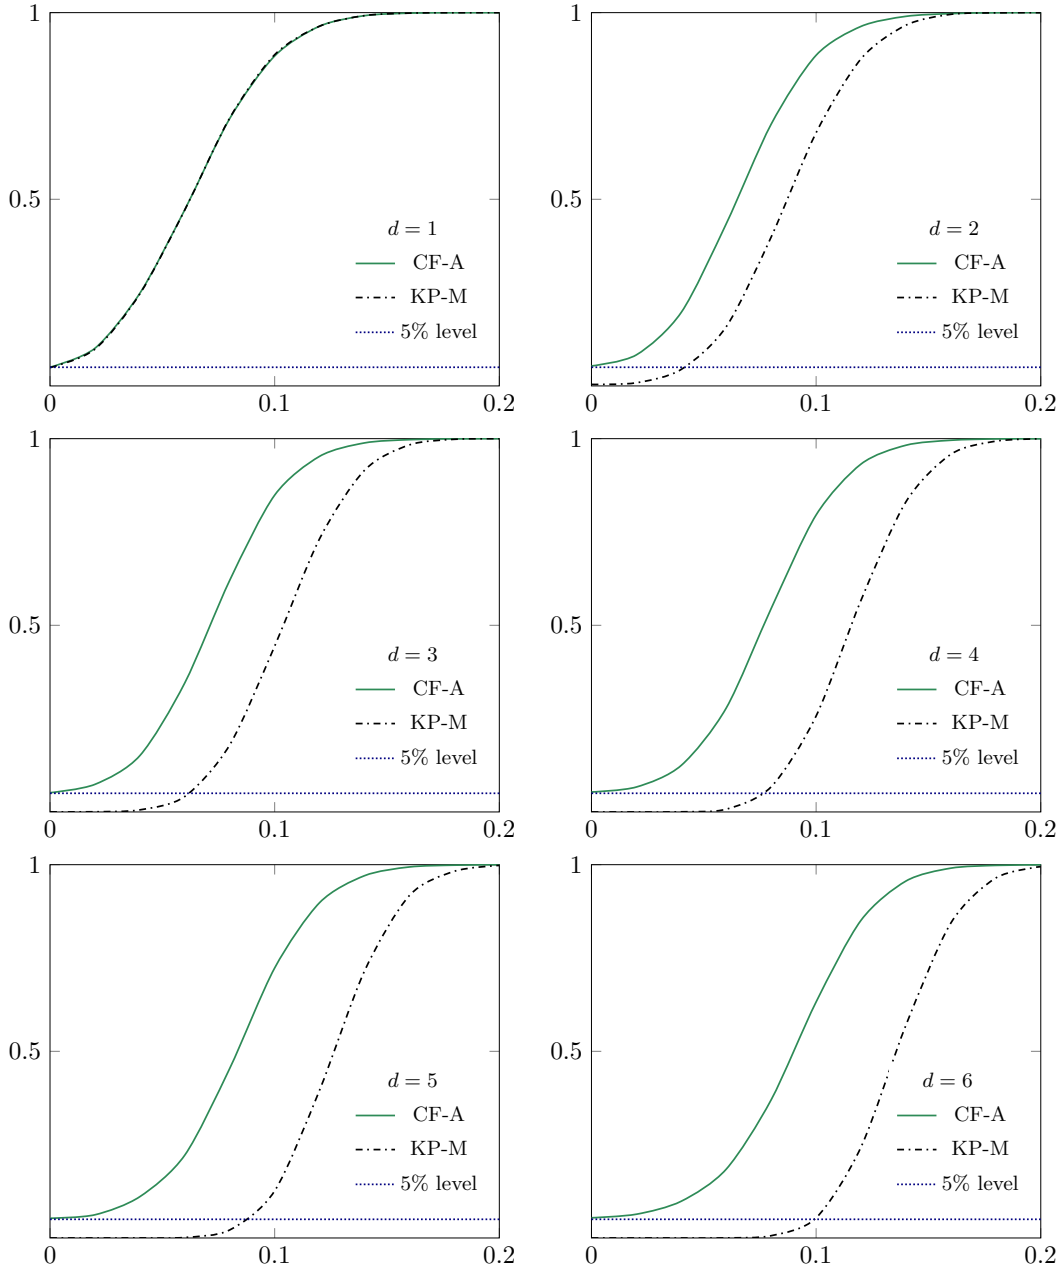 1
0.5
d = 1
CF-A
KP-M
5% level
0 0.1 0.2
1
0.5
d = 2
CF-A
KP-M
5% level
0 0.1 0.2
1
0.5
d = 3
CF-A
KP-M
5% level
0 0.1 0.2
1
0.5
d = 4
CF-A
KP-M
5% level
0 0.1 0.2
1
0.5
d = 5
CF-A
KP-M
5% level
0 0.1 0.2
1
0.5
d = 6
CF-A
KP-M
5% level
0 0.1 0.2